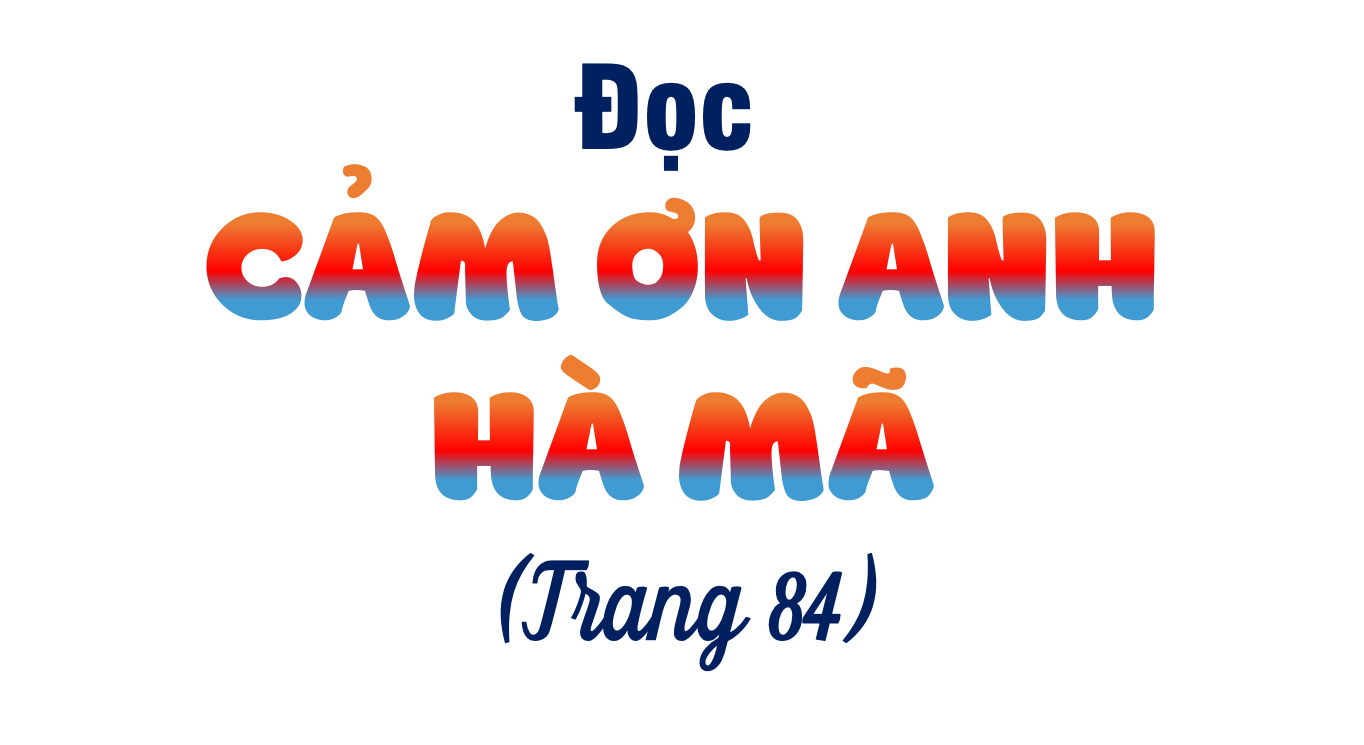 Đọc
CẢM ƠN ANH
HÀ MÃ
(Trang 84)